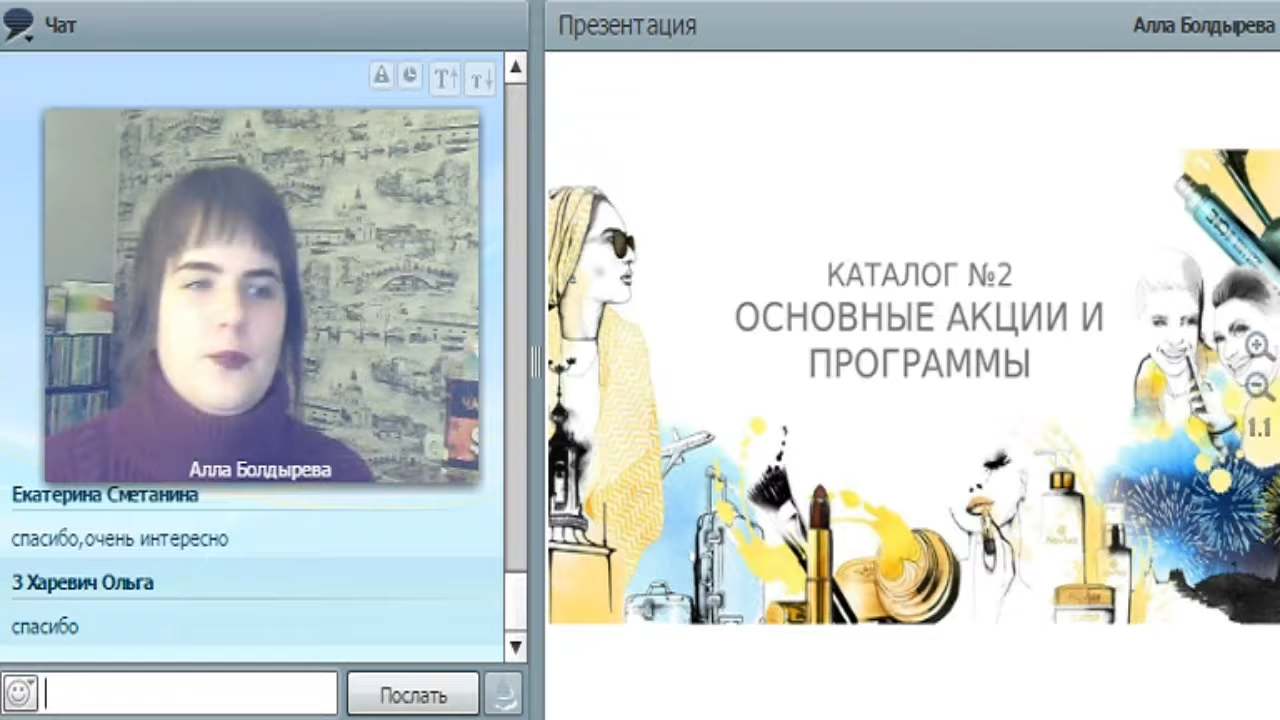 Чат
Презентация
Алла Болдырева
Алла Болдырева
Екатерина Сметанина
спасибо,очень интересно
3 Харевич Ольга
спасибо
Послать
КАТАЛОГ №2
ОСНОВНЫЕ АКЦИИ И
ПРОГРАММЫ
1.1